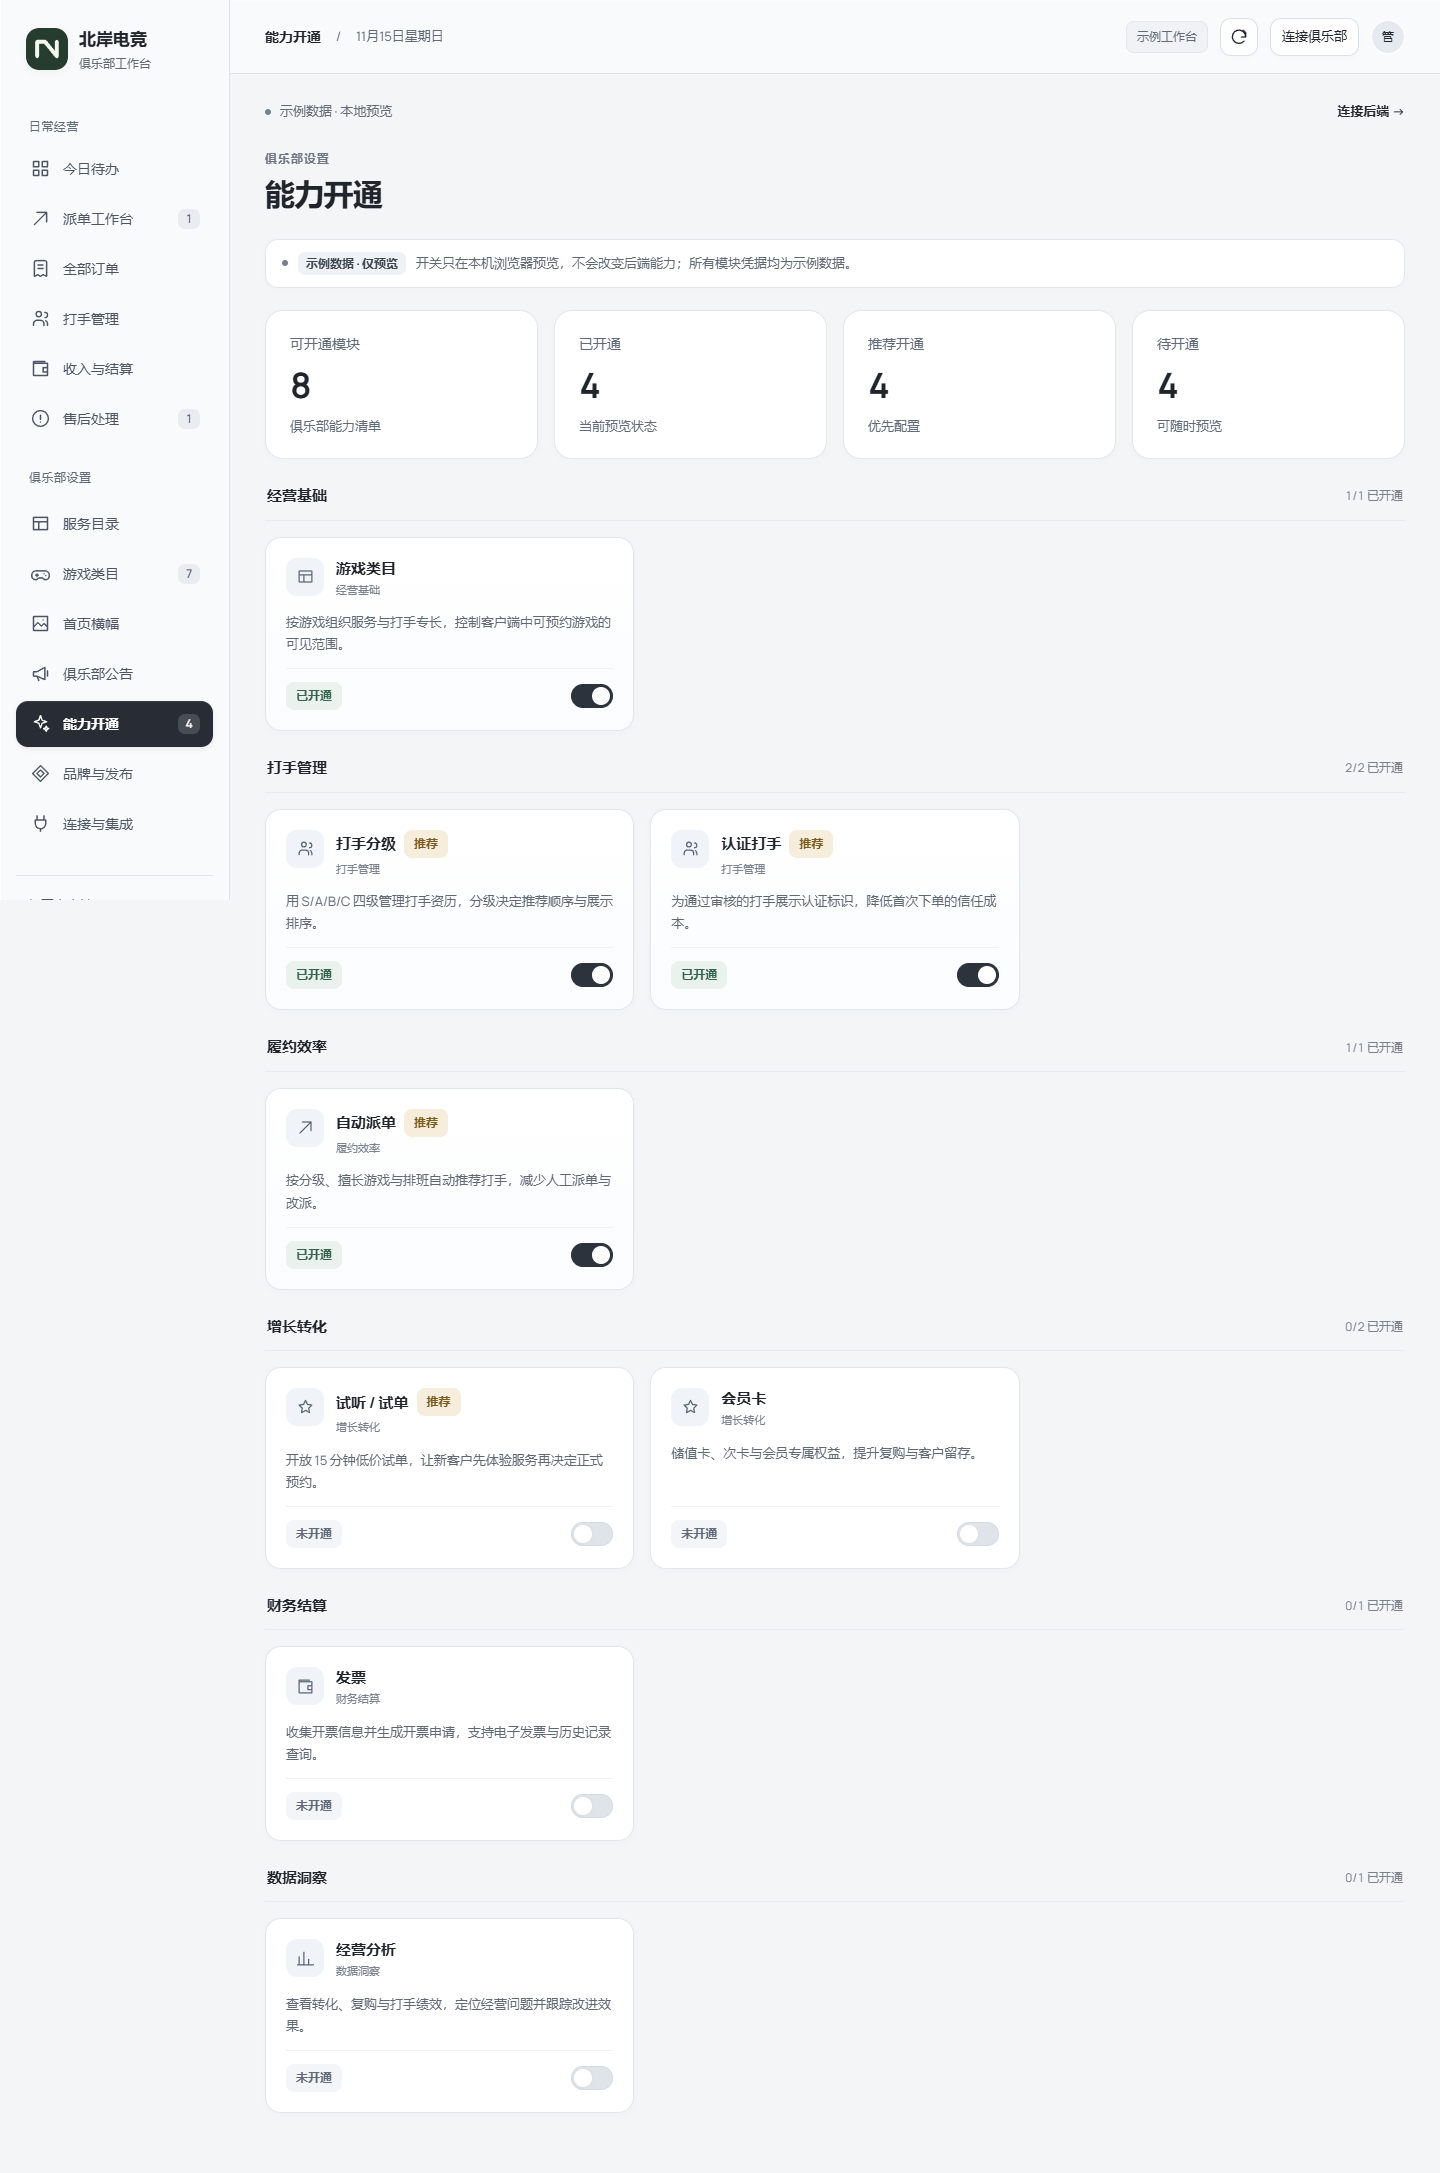 北岸电竞
俱乐部工作台
日常经营
今日待办
派单工作台 1
全部订单
打手管理
收入与结算
售后处理 1
俱乐部设置
服务目录
游戏类目 7
首页横幅
俱乐部公告
能力开通 4
品牌与发布
连接与集成
能力开通 / 11月15日星期日
示例工作台
连接俱乐部
管
示例数据 · 本地预览
连接后端 →
俱乐部设置
能力开通
示例数据 · 仅预览 开关只在本机浏览器预览，不会改变后端能力；所有模块凭据均为示例数据。
可开通模块
8
俱乐部能力清单
已开通
4
当前预览状态
推荐开通
4
优先配置
待开通
4
可随时预览
经营基础
1/1 已开通
游戏类目
经营基础
按游戏组织服务与打手专长，控制客户端中可预约游戏的
可见范围。
已开通
打手管理
2/2 已开通
打手分级 推荐
打手管理
用 S/A/B/C 四级管理打手资历，分级决定推荐顺序与展示
排序。
已开通
认证打手 推荐
打手管理
为通过审核的打手展示认证标识，降低首次下单的信任成
本。
已开通
履约效率
1/1 已开通
自动派单 推荐
履约效率
按分级、擅长游戏与排班自动推荐打手，减少人工派单与
改派。
已开通
增长转化
0/2 已开通
试听 / 试单 推荐
增长转化
开放 15 分钟低价试单，让新客户先体验服务再决定正式
预约。
未开通
会员卡
增长转化
储值卡、次卡与会员专属权益，提升复购与客户留存。
未开通
财务结算
0/1 已开通
发票
财务结算
收集开票信息并生成开票申请，支持电子发票与历史记录
查询。
未开通
数据洞察
0/1 已开通
经营分析
数据洞察
查看转化、复购与打手绩效，定位经营问题并跟踪改进效
果。
未开通